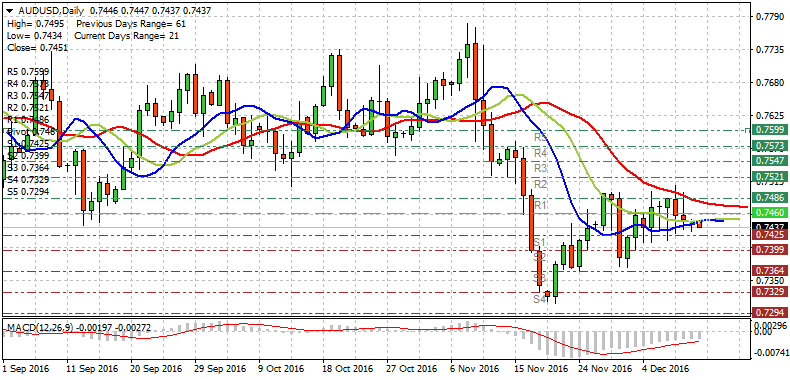 AUDUSD,Daily 0.7446 0.7447 0.7437 0.7437
High= 0.7495 Previous Days Range= 61
Low= 0.7434 Current Days Range= 21
Close= 0.7451
R5 0.7599
R4 0.7573
R3 0.7547
R2 0.7521
R1 0.7486
Pivot 0.746
S1 0.7425
S2 0.7399
S3 0.7364
S4 0.7329
S5 0.7294
R5
R4
R3
R2
R1
S1
S2
S3
S4
0.7790
0.7735
0.7680
0.7625
0.7599
0.7573
0.7547
0.7521
0.7515
0.7486
0.7460
0.7437
0.7425
0.7399
0.7364
0.7350
0.7329
0.7294
MACD(12,26,9) -0.00197 -0.00272
0.00296
0.00
-0.00741
1 Sep 2016
11 Sep 2016
20 Sep 2016
29 Sep 2016
9 Oct 2016
18 Oct 2016
27 Oct 2016
6 Nov 2016
15 Nov 2016
24 Nov 2016
4 Dec 2016